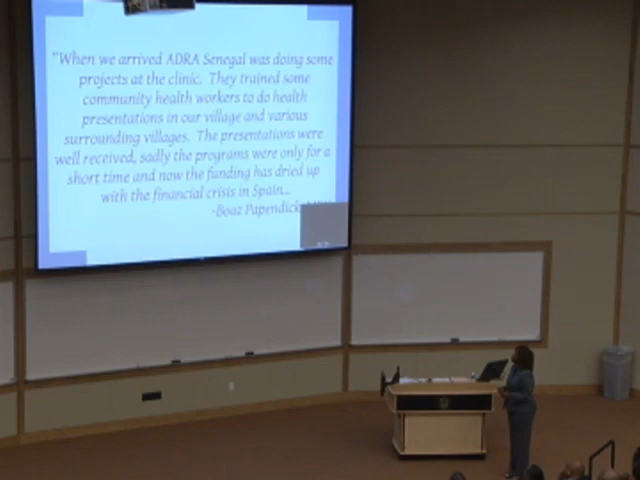 "When we arrived ADRA Senegal was doing some
projects at the clinic. They trained some
community health workers to do health
presentations in our village and various
surrounding villages. The presentations were
well received, sadly the programs were only for a
short time and now the funding has dried up
with the financial crisis in Spain...
-Boaz Papendick